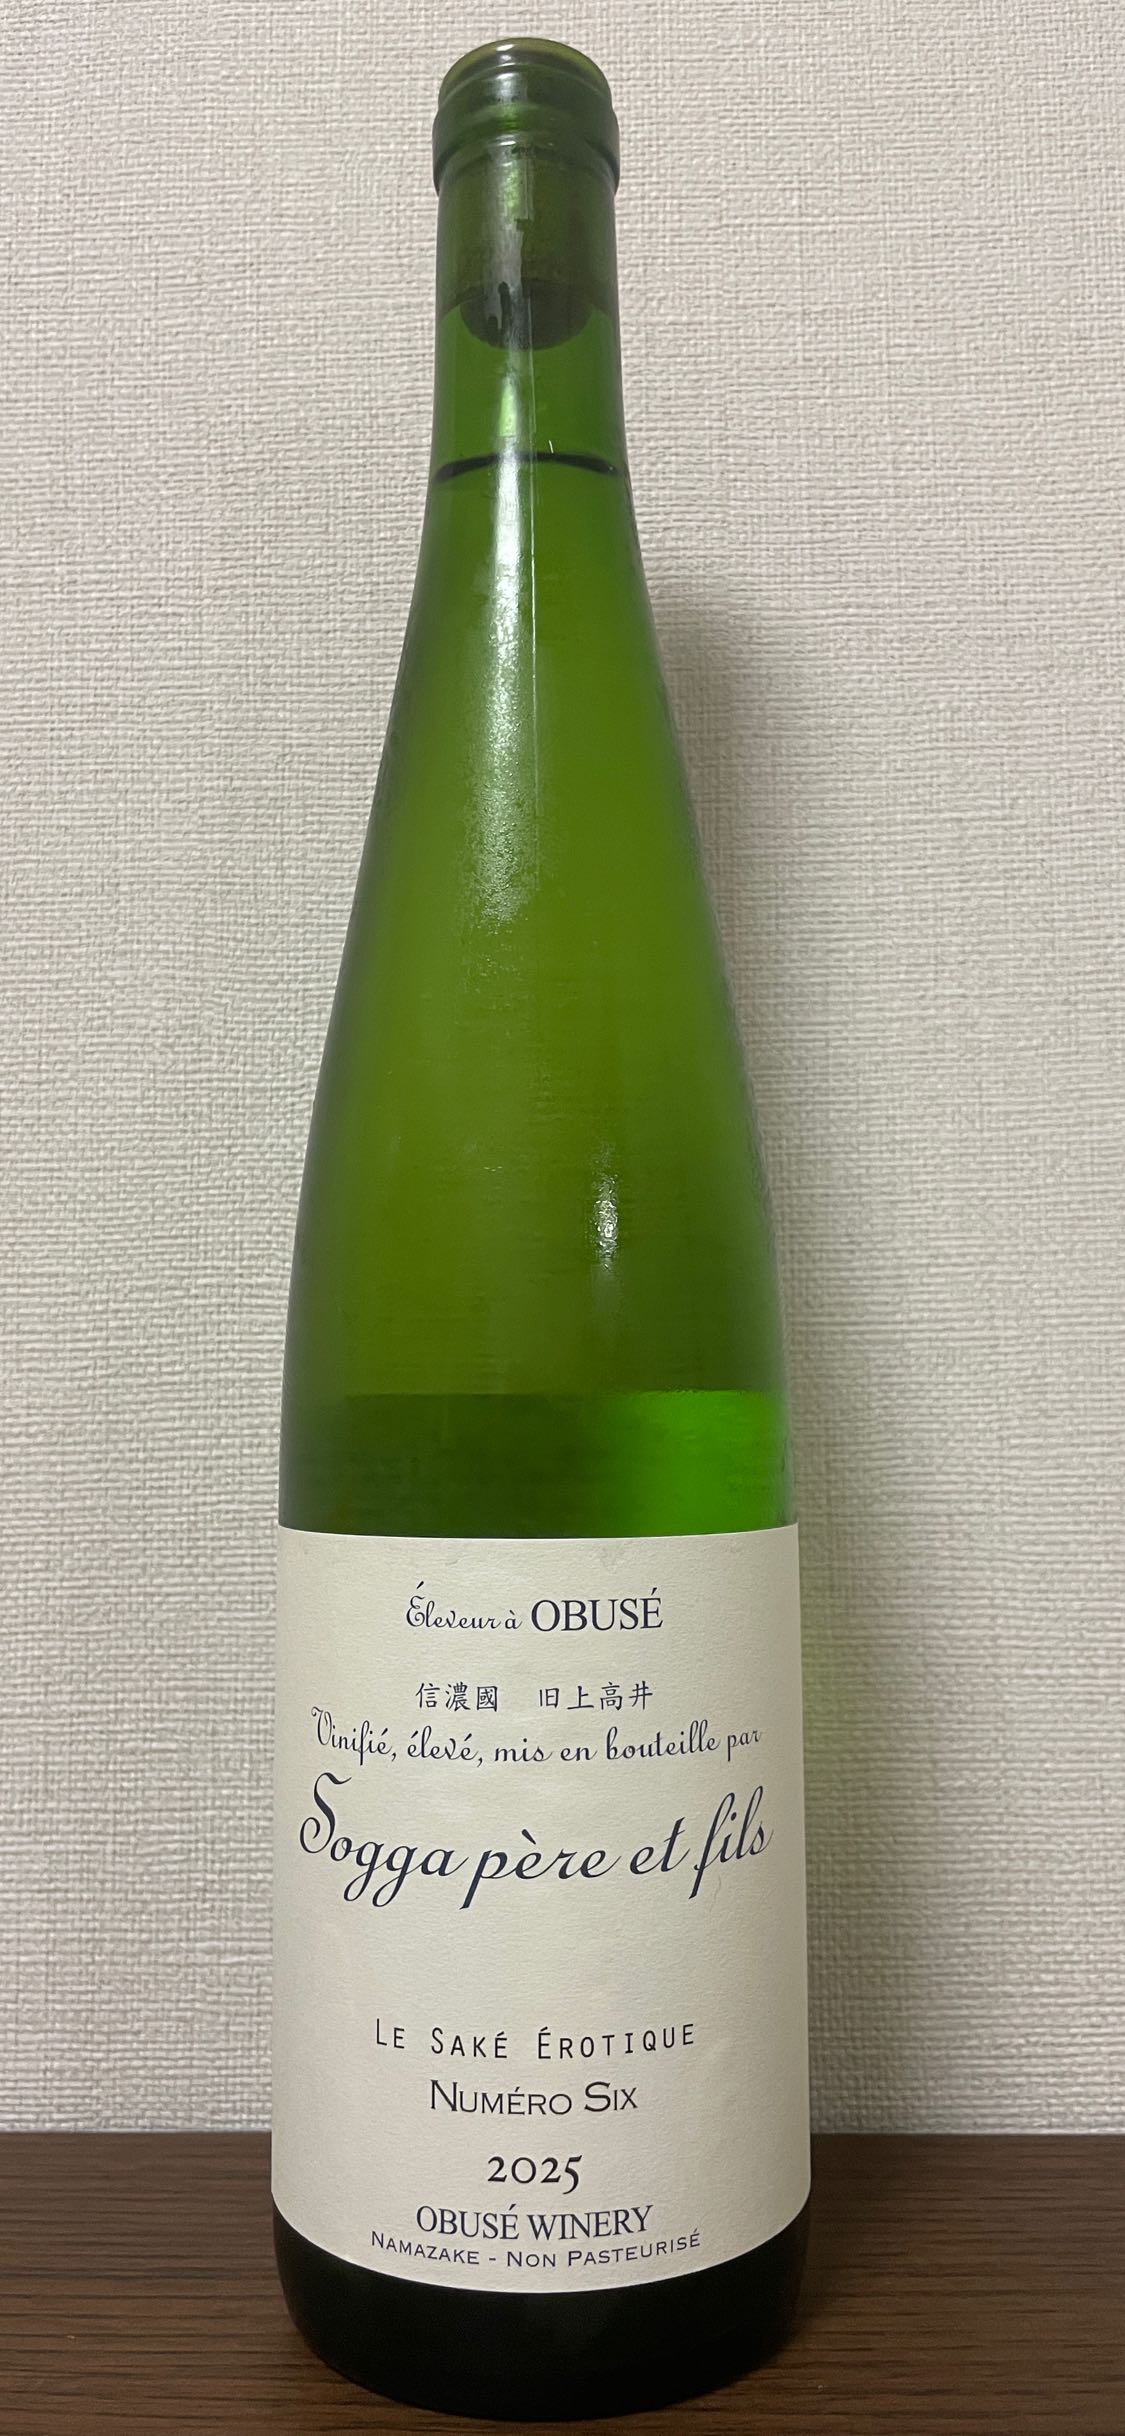 Éleveur à OBUSÉ
信濃國 旧上高井
Vinifié, élevé, mis en bouteille par
Sogga père et fils
LE SAKÉ ÉROTIQUE
NUMÉRO SIX
2025
OBUSÉ WINERY
NAMAZAKE - NON PASTEURISÉ